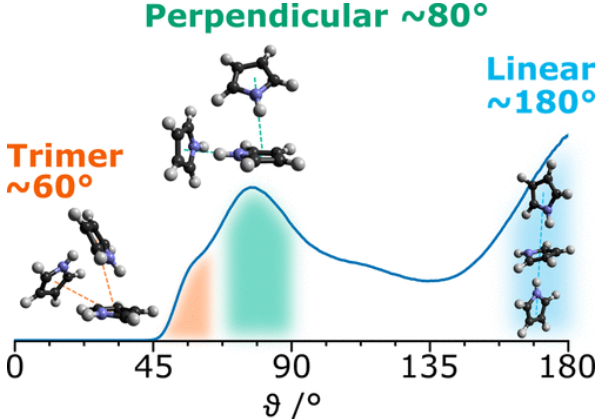 Perpendicular ~80°
Linear
~180°
Trimer
~60°
0 45 90 135 180
ϑ /°